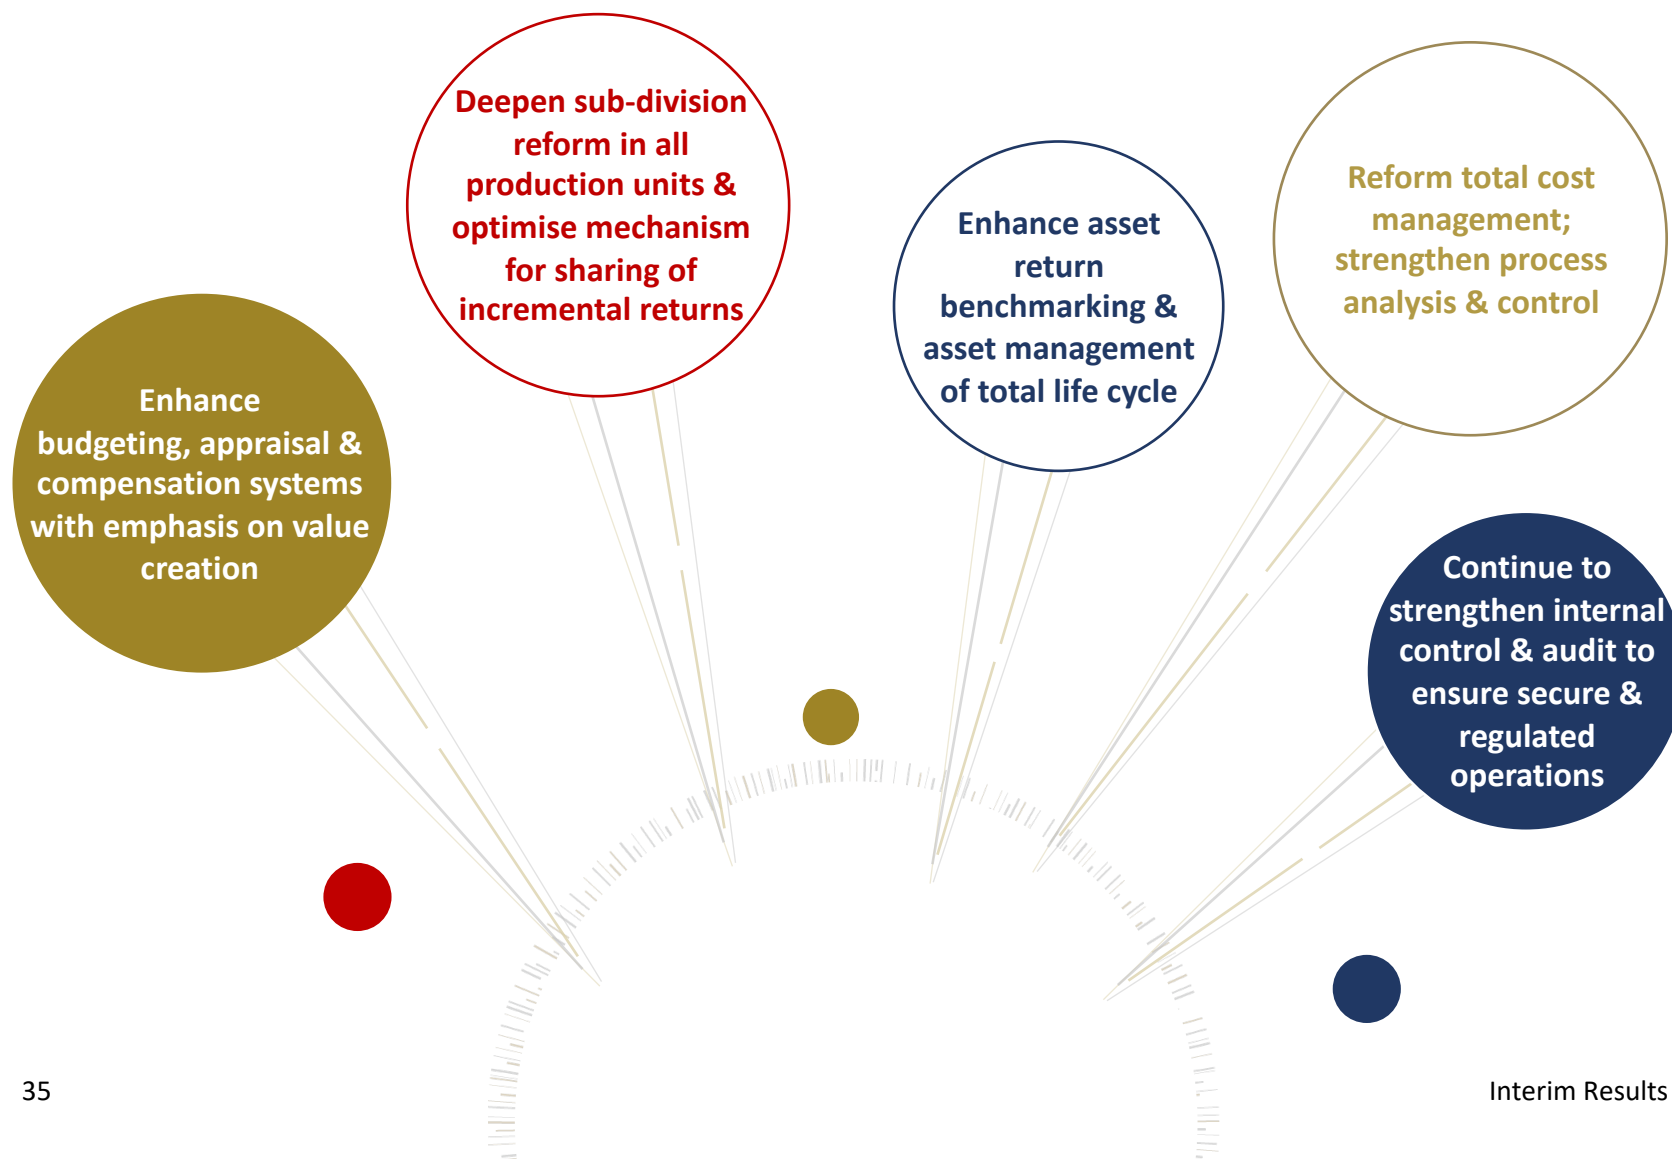 Enhance
budgeting, appraisal &
compensation systems
with emphasis on value
creation
Deepen sub-division
reform in all
production units &
optimise mechanism
for sharing of
incremental returns
Enhance asset
return
benchmarking &
asset management
of total life cycle
Reform total cost
management;
strengthen process
analysis & control
Continue to
strengthen internal
control & audit to
ensure secure &
regulated
operations
35
Interim Results